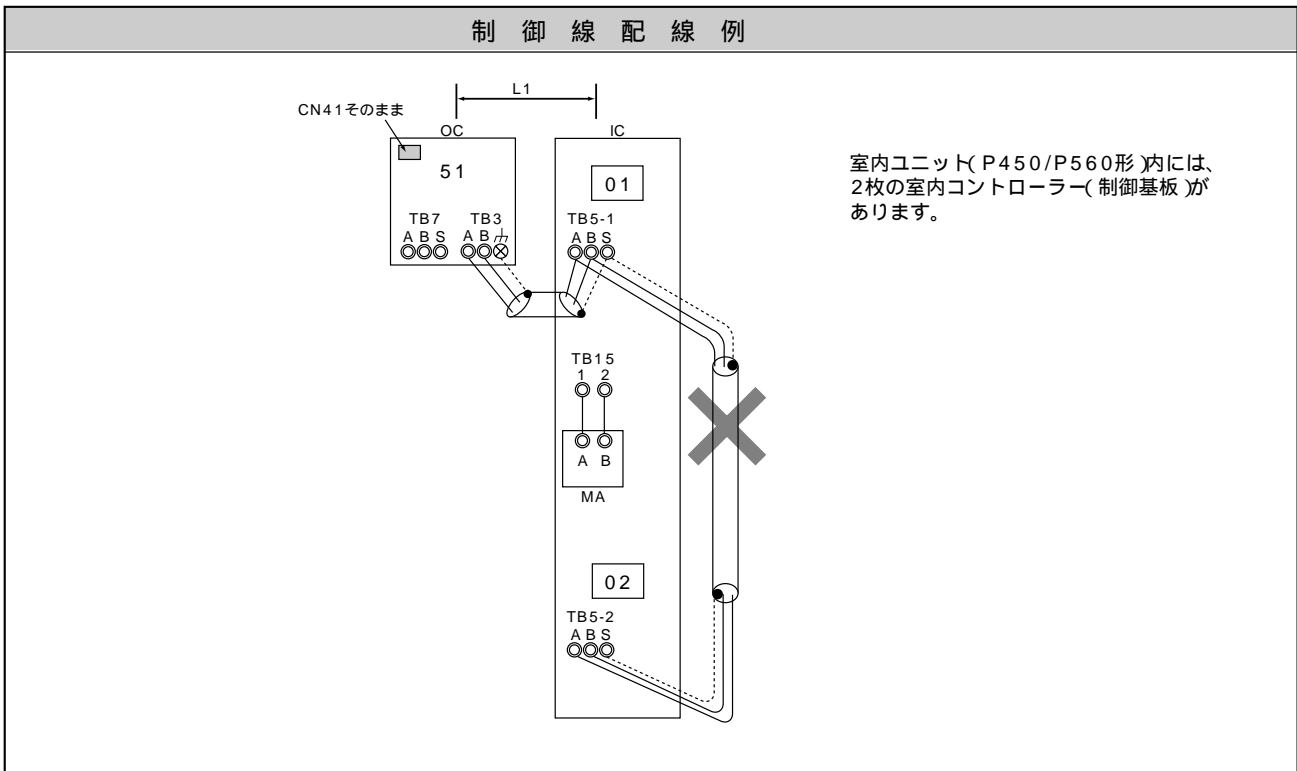 制御線配線例
L1
CN41そのまま
OC
IC
51
01
TB7
TB3
TB5-1
A B S
A B
A B S
TB15
1 2
A B
MA
02
TB5-2
A B S
室内ユニット(P450/P560形)内には、
2枚の室内コントローラー(制御基板)が
あります。